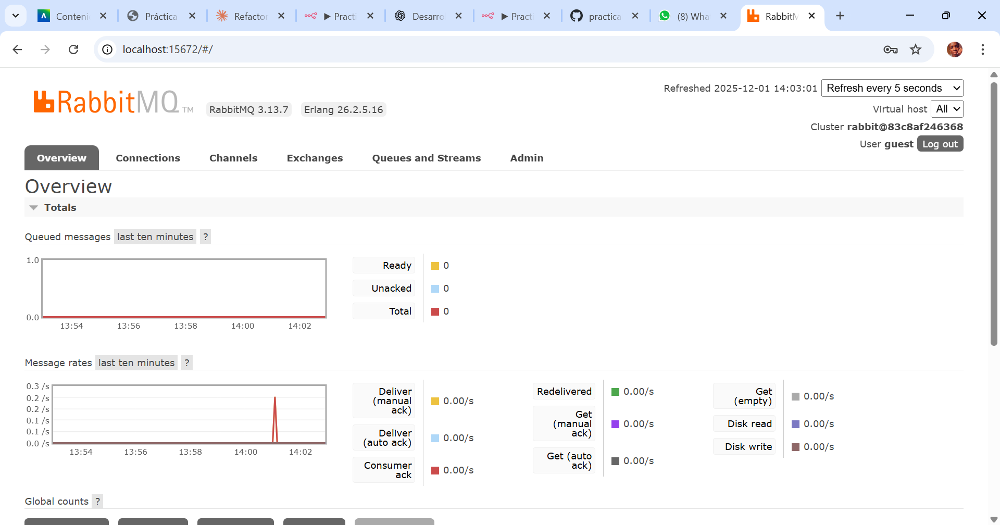 Conteni
Práctica
Refactor
▶ Practi
Desarro
▶ Practi
practica
(8) Wha
RabbitM
localhost:15672/#/
RabbitMQ TM
RabbitMQ 3.13.7 Erlang 26.2.5.16
Refreshed 2025-12-01 14:03:01 Refresh every 5 seconds
Virtual host All
Cluster rabbit@83c8af246368
User guest Log out
Overview Connections Channels Exchanges Queues and Streams Admin
Overview
Totals
Queued messages last ten minutes ?
1.0
0.0
13:54 13:56 13:58 14:00 14:02
Ready 0
Unacked 0
Total 0
Message rates last ten minutes ?
0.3 /s
0.2 /s
0.2 /s
0.1 /s
0.1 /s
0.0 /s
13:54 13:56 13:58 14:00 14:02
Deliver
(manual
ack)
0.00/s
Deliver
(auto ack)
0.00/s
Consumer
ack
0.00/s
Redelivered 0.00/s
Get
(manual
ack)
0.00/s
Get (auto
ack)
0.00/s
Get
(empty)
0.00/s
Disk read 0.00/s
Disk write 0.00/s
Global counts ?